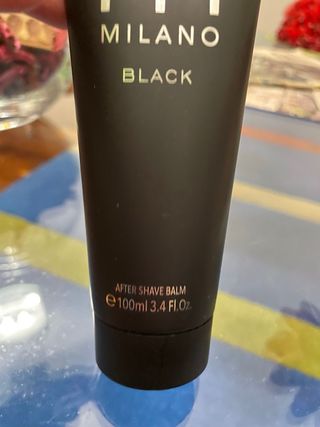 MILANO
BLACK
AFTER SHAVE BALM
℮100ml 3.4 Fl.Oz.